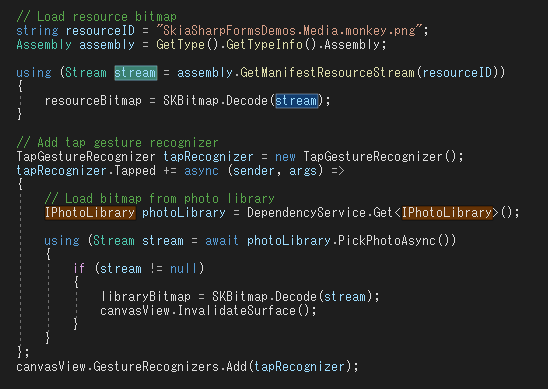 // Load resource bitmap
string resourceID = "SkiaSharpFormsDemos.Media.monkey.png";
Assembly assembly = GetType().GetTypeInfo().Assembly;
using (Stream stream = assembly.GetManifestResourceStream(resourceID))
{
resourceBitmap = SKBitmap.Decode(stream);
}
// Add tap gesture recognizer
TapGestureRecognizer tapRecognizer = new TapGestureRecognizer();
tapRecognizer.Tapped += async (sender, args) =>
{
// Load bitmap from photo library
IPhotoLibrary photoLibrary = DependencyService.Get<IPhotoLibrary>();
using (Stream stream = await photoLibrary.PickPhotoAsync())
{
if (stream != null)
{
libraryBitmap = SKBitmap.Decode(stream);
canvasView.InvalidateSurface();
}
}
};
canvasView.GestureRecognizers.Add(tapRecognizer);